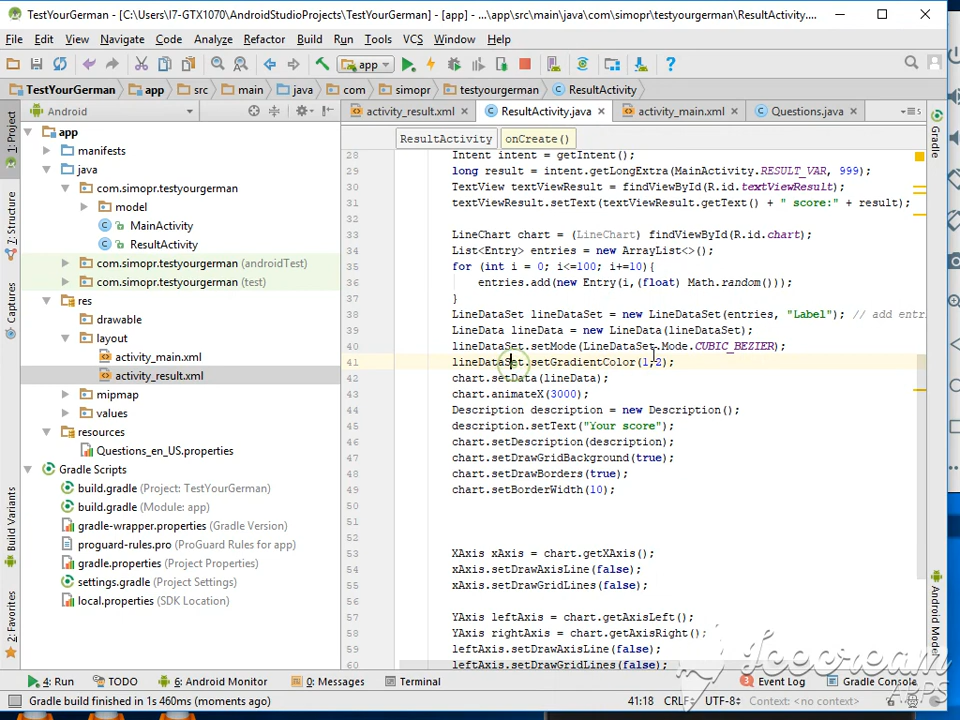 TestYourGerman - [C:\Users\I7-GTX1070\AndroidStudioProjects\TestYourGerman] - [app] - ...\app\src\main\java\com\simopr\testyourgerman\ResultActivity....
File Edit View Navigate Code Analyze Refactor Build Run Tools VCS Window Help
app
TestYourGerman app src main java com simopr testyourgerman ResultActivity
Android activity_result.xml ResultActivity.java activity_main.xml Questions.java
ResultActivity onCreate()
1: Project
7: Structure
Captures
Build Variants
2: Favorites
Gradle
Android Model
app
manifests
java
com.simopr.testyourgerman
model
MainActivity
ResultActivity
com.simopr.testyourgerman (androidTest)
com.simopr.testyourgerman (test)
res
drawable
layout
activity_main.xml
activity_result.xml
mipmap
values
resources
Questions_en_US.properties
Gradle Scripts
build.gradle (Project: TestYourGerman)
build.gradle (Module: app)
gradle-wrapper.properties (Gradle Version)
proguard-rules.pro (ProGuard Rules for app)
gradle.properties (Project Properties)
settings.gradle (Project Settings)
local.properties (SDK Location)
28 Intent intent = getIntent();
29 long result = intent.getLongExtra(MainActivity.RESULT_VAR, 999);
30 TextView textViewResult = findViewById(R.id.textViewResult);
31 textViewResult.setText(textViewResult.getText() + " score:" + result);
32
33 LineChart chart = (LineChart) findViewById(R.id.chart);
34 List<Entry> entries = new ArrayList<>();
35 for (int i = 0; i<=100; i+=10){
36 entries.add(new Entry(i,(float) Math.random()));
37 }
38 LineDataSet lineDataSet = new LineDataSet(entries, "Label"); // add entr
39 LineData lineData = new LineData(lineDataSet);
40 lineDataSet.setMode(LineDataSet.Mode.CUBIC_BEZIER);
41 lineDataSet.setGradientColor(1,2);
42 chart.setData(lineData);
43 chart.animateX(3000);
44 Description description = new Description();
45 description.setText("Your score");
46 chart.setDescription(description);
47 chart.setDrawGridBackground(true);
48 chart.setDrawBorders(true);
49 chart.setBorderWidth(10);
50
51
52
53 XAxis xAxis = chart.getXAxis();
54 xAxis.setDrawAxisLine(false);
55 xAxis.setDrawGridLines(false);
56
57 YAxis leftAxis = chart.getAxisLeft();
58 YAxis rightAxis = chart.getAxisRight();
59 leftAxis.setDrawAxisLine(false);
60 leftAxis.setDrawGridLines(false);
4: Run TODO 6: Android Monitor 0: Messages Terminal Event Log Gradle Console
Gradle build finished in 1s 460ms (moments ago) 41:18 CRLF UTF-8 Context: <no context>
Icecream
APPS